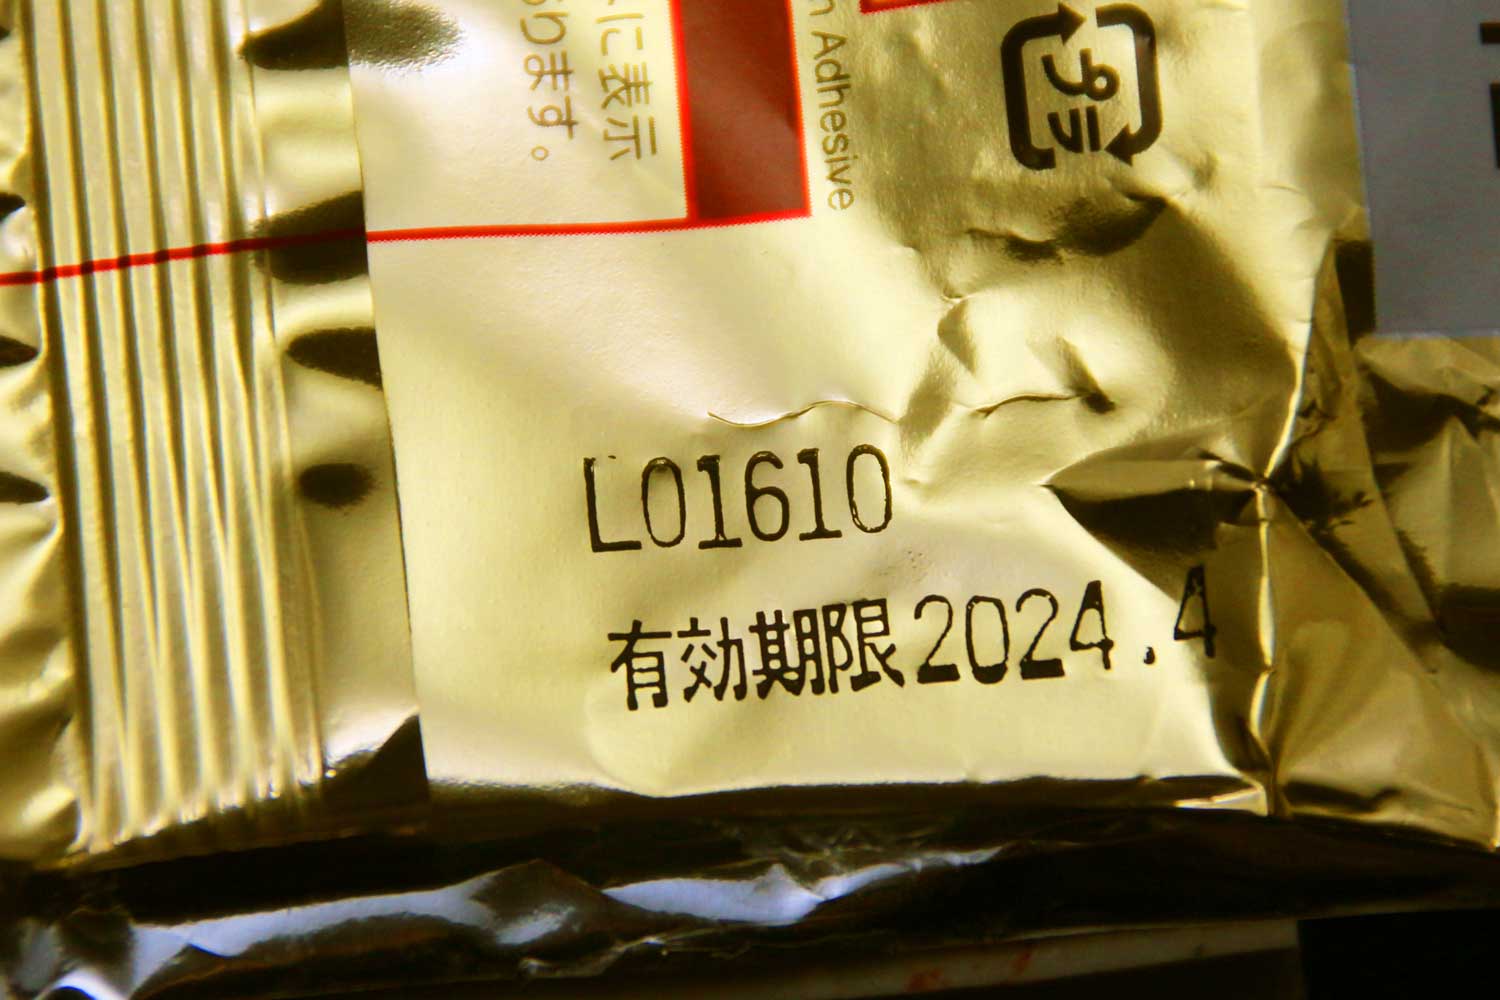 に表示
ります。
Adhesive
プラ
L01610
有効期限2024.4